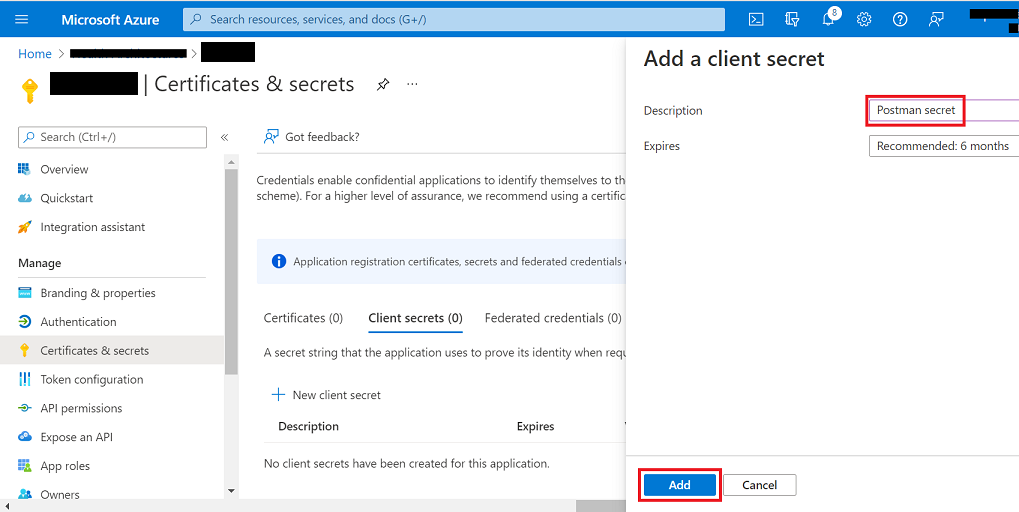 Microsoft Azure
Search resources, services, and docs (G+/)
8
Home
| Certificates & secrets
Search (Ctrl+/)
Overview
Quickstart
Integration assistant
Manage
Branding & properties
Authentication
Certificates & secrets
Token configuration
API permissions
Expose an API
App roles
Owners
Got feedback?
Credentials enable confidential applications to identify themselves to the
scheme). For a higher level of assurance, we recommend using a certific
Application registration certificates, secrets and federated credentials
Certificates (0) Client secrets (0) Federated credentials (0)
A secret string that the application uses to prove its identity when requ
New client secret
Description Expires
No client secrets have been created for this application.
Add a client secret
Description Postman secret
Expires Recommended: 6 months
Add Cancel